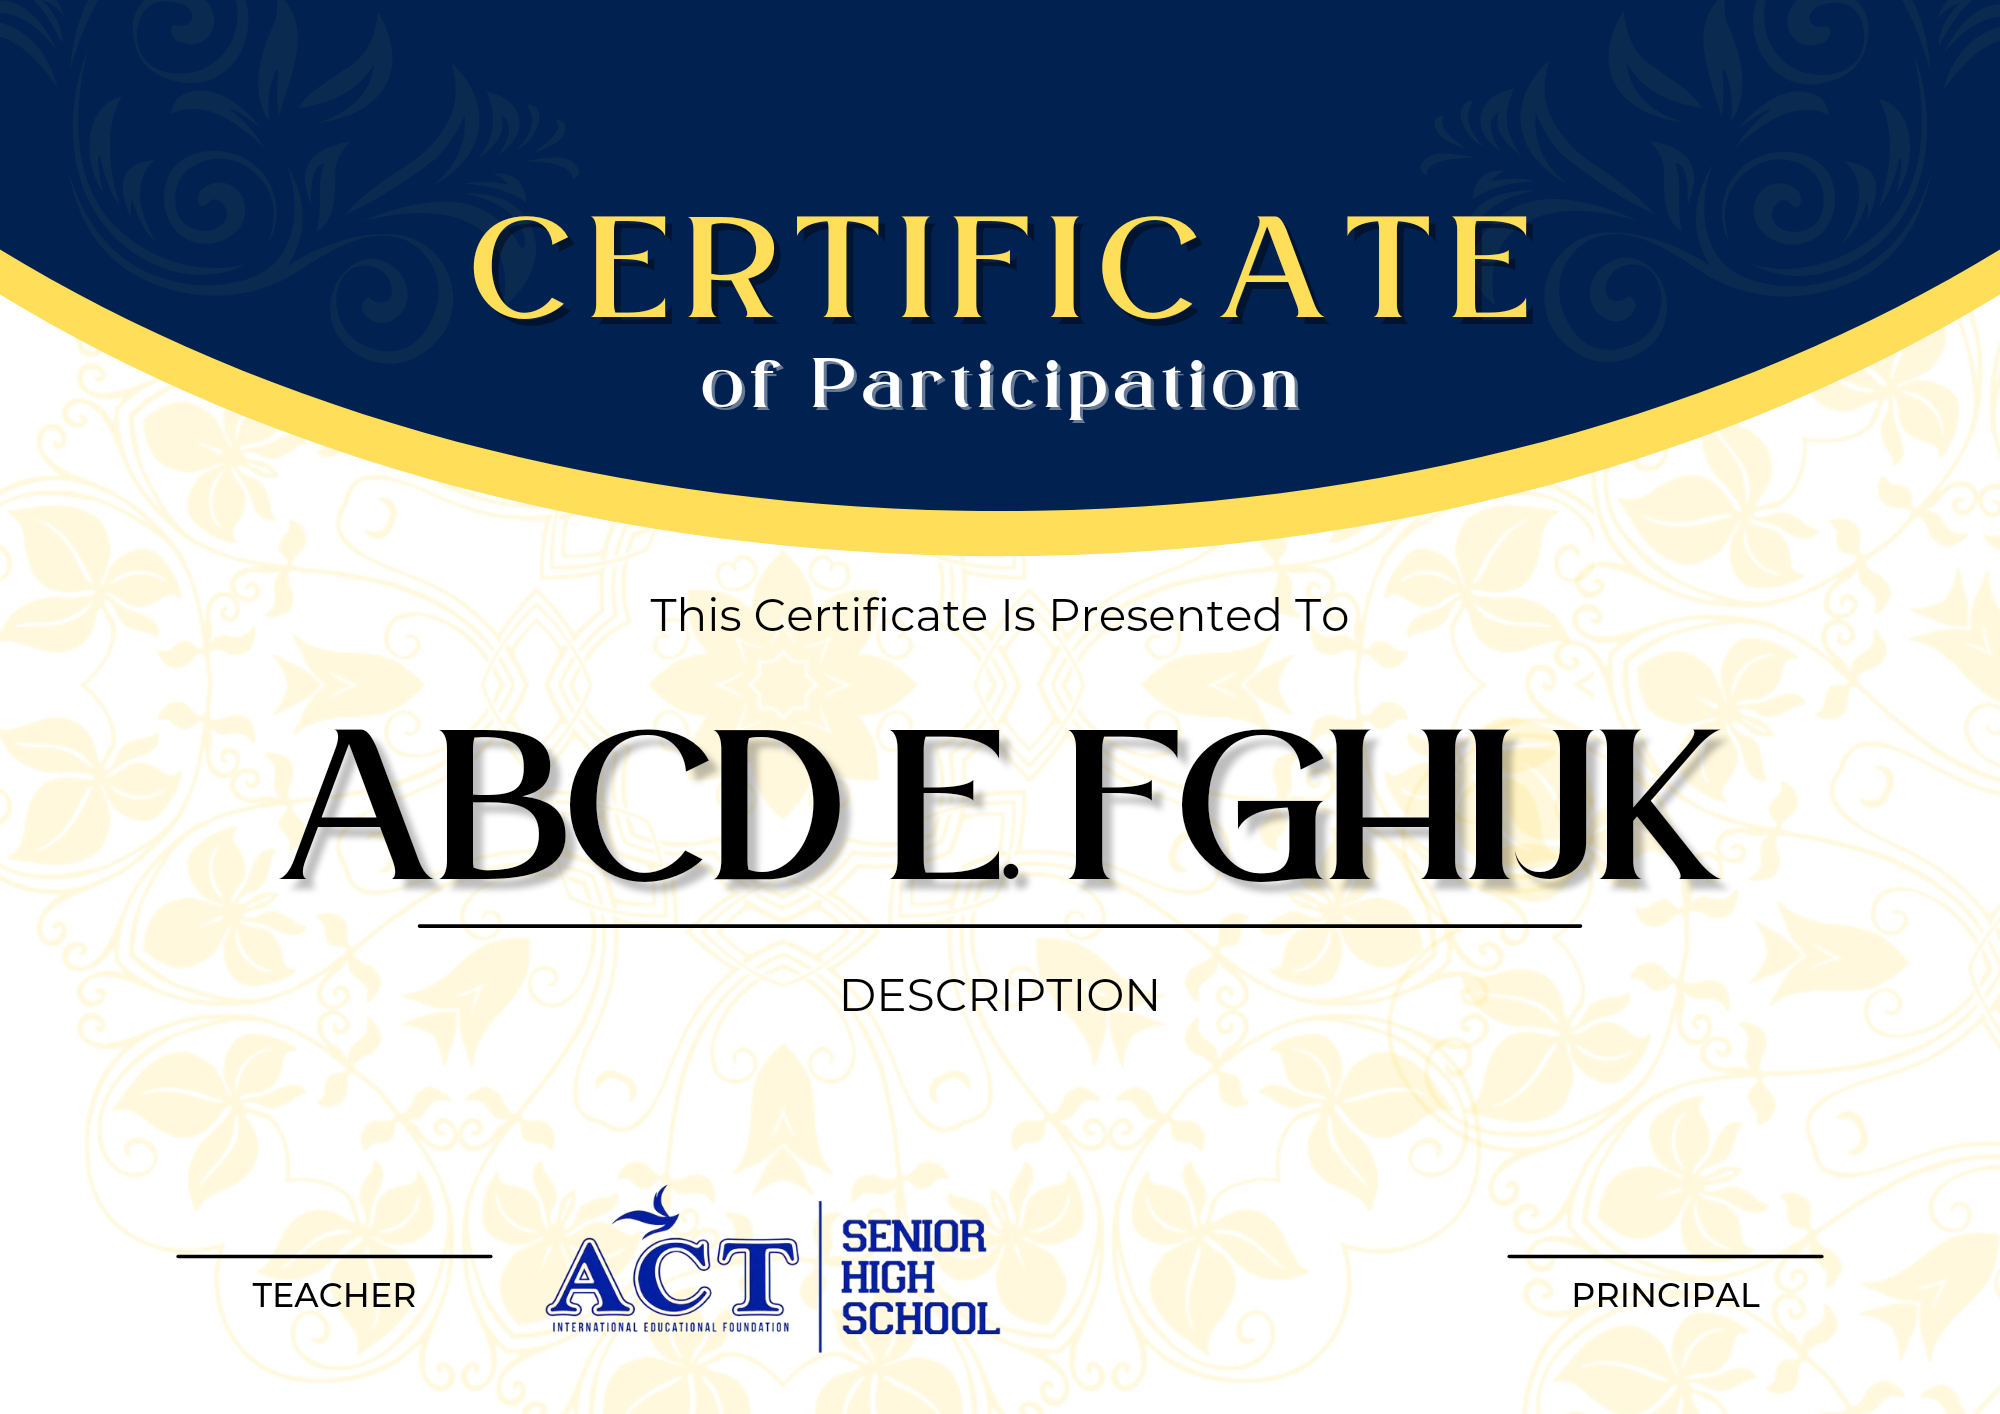 CERTIFICATE
of Participation
This Certificate Is Presented To
ABCD E. FGHIJK
DESCRIPTION
TEACHER
ACT
INTERNATIONAL EDUCATIONAL FOUNDATION
SENIOR
HIGH
SCHOOL
PRINCIPAL